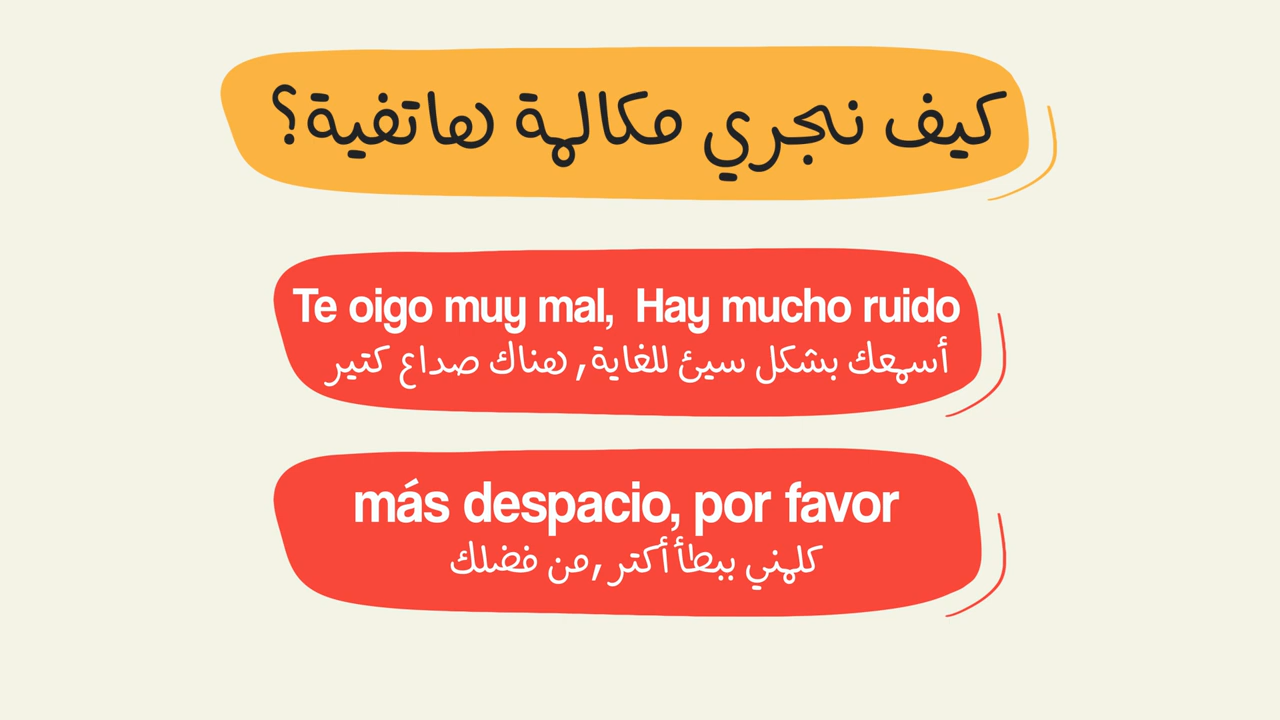 كيف نجري مكالمة هاتفية؟
Te oigo muy mal, Hay mucho ruido
أسمعك بشكل سيئ للغاية, هناك صداع كتير
más despacio, por favor
كلمني ببطأ أكتر, من فضلك